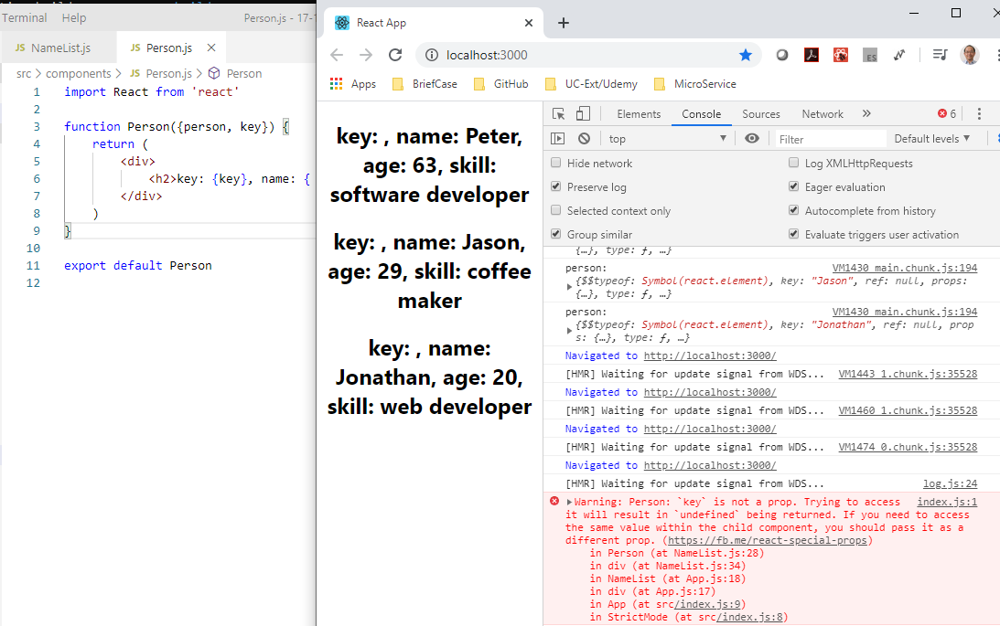 Terminal Help Person.js - 17-1
JS NameList.js JS Person.js ×
src > components > JS Person.js > Person
1 import React from 'react'
2
3 function Person({person, key}) {
4 return (
5 <div>
6 <h2>key: {key}, name: {
7 </div>
8 )
9 }
10
11 export default Person
12
React App
localhost:3000
ES
Apps BriefCase GitHub UC-Ext/Udemy MicroService
key: , name: Peter,
age: 63, skill:
software developer
key: , name: Jason,
age: 29, skill: coffee
maker
key: , name:
Jonathan, age: 20,
skill: web developer
Elements Console Sources Network » 6
top Filter Default levels
Hide network Log XMLHttpRequests
Preserve log Eager evaluation
Selected context only Autocomplete from history
Group similar Evaluate triggers user activation
{…}, type: ƒ, …}
person: VM1430 main.chunk.js:194
{$$typeof: Symbol(react.element), key: "Jason", ref: null, props:
{…}, type: ƒ, …}
person: VM1430 main.chunk.js:194
{$$typeof: Symbol(react.element), key: "Jonathan", ref: null, prop
s: {…}, type: ƒ, …}
Navigated to http://localhost:3000/
[HMR] Waiting for update signal from WDS... VM1443 1.chunk.js:35528
Navigated to http://localhost:3000/
[HMR] Waiting for update signal from WDS... VM1460 1.chunk.js:35528
Navigated to http://localhost:3000/
[HMR] Waiting for update signal from WDS... VM1474 0.chunk.js:35528
Navigated to http://localhost:3000/
[HMR] Waiting for update signal from WDS... log.js:24
Warning: Person: `key` is not a prop. Trying to access index.js:1
it will result in `undefined` being returned. If you need to access
the same value within the child component, you should pass it as a
different prop. (https://fb.me/react-special-props)
in Person (at NameList.js:28)
in div (at NameList.js:34)
in NameList (at App.js:18)
in div (at App.js:17)
in App (at src/index.js:9)
in StrictMode (at src/index.js:8)